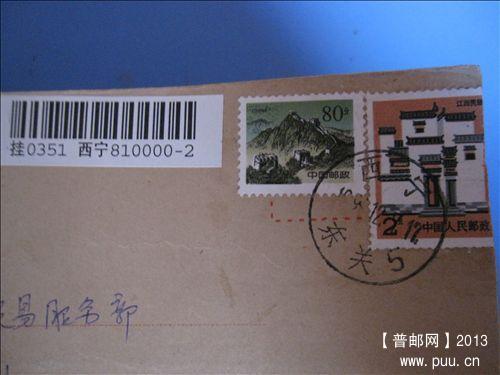 挂0351 西宁810000-2
80分
中国邮政
江西民居
2元
中国人民邮政
西
东关
5
易服务部
【普邮网】2013
www.puu.cn